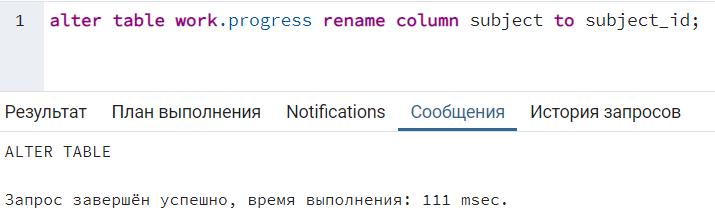 1 alter table work.progress rename column subject to subject_id;
Результат План выполнения Notifications Сообщения История запросов
ALTER TABLE
Запрос завершён успешно, время выполнения: 111 msec.